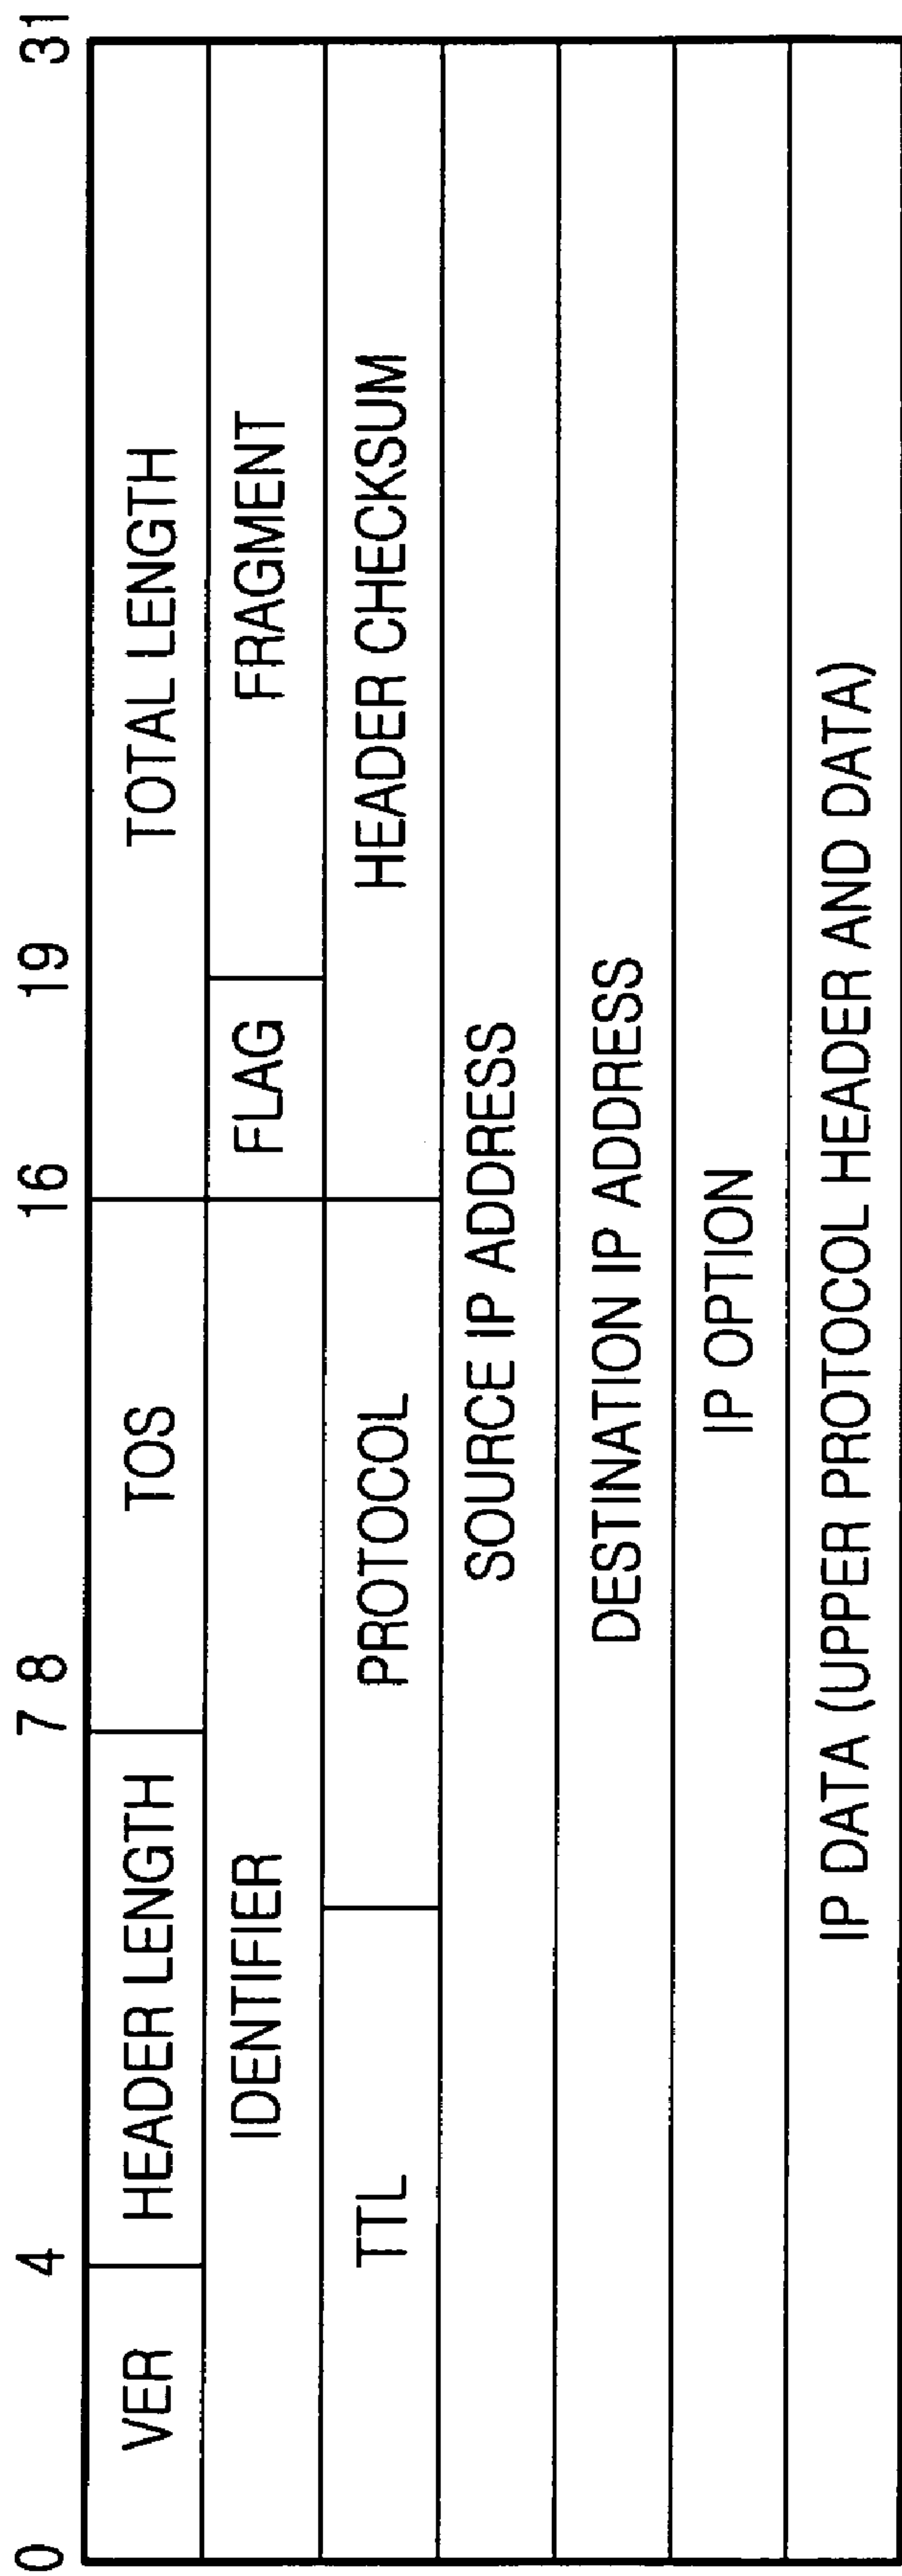 0 4 7 8 16 19 31
VER HEADER LENGTH TOS TOTAL LENGTH
IDENTIFIER FLAG FRAGMENT
TTL PROTOCOL HEADER CHECKSUM
SOURCE IP ADDRESS
DESTINATION IP ADDRESS
IP OPTION
IP DATA (UPPER PROTOCOL HEADER AND DATA)